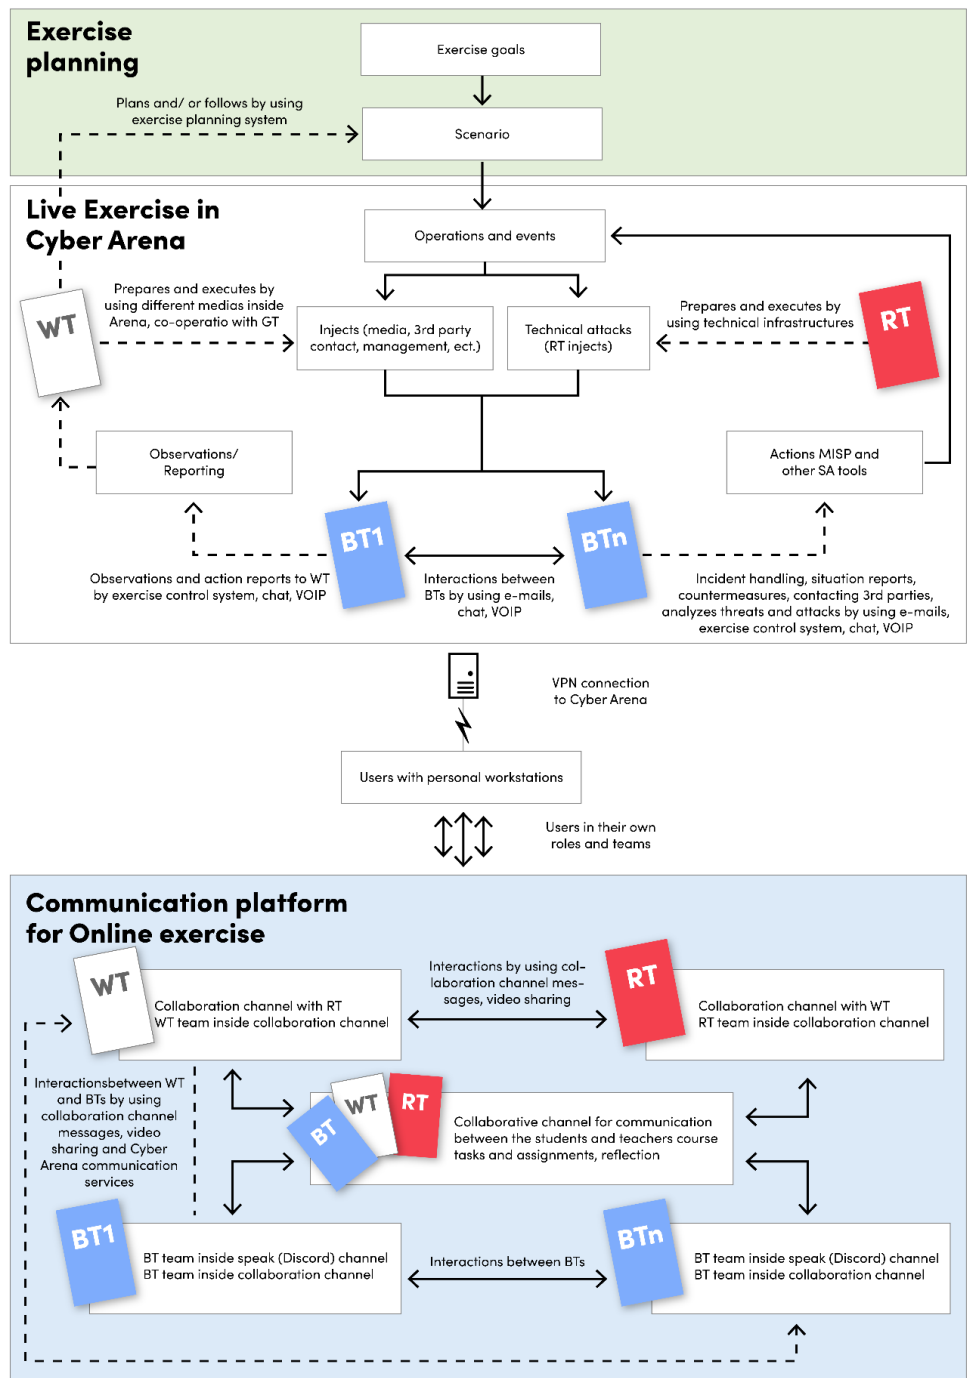 Exercise
planning
Exercise goals
Plans and/ or follows by using
exercise planning system
Scenario
Live Exercise in
Cyber Arena
Operations and events
WT
Prepares and executes by
using different medias inside
Arena, co-operatio with GT
Injects (media, 3rd party
contact, management, ect.)
Technical attacks
(RT injects)
Prepares and executes by
using technical infrastructures
RT
Observations/
Reporting
Actions MISP and
other SA tools
BT1
BTn
Observations and action reports to WT
by exercise control system, chat, VOIP
Interactions between
BTs by using e-mails,
chat, VOIP
Incident handling, situation reports,
countermeasures, contacting 3rd parties,
analyzes threats and attacks by using e-mails,
exercise control system, chat, VOIP
VPN connection
to Cyber Arena
Users with personal workstations
Users in their own
roles and teams
Communication platform
for Online exercise
WT
Collaboration channel with RT
WT team inside collaboration channel
Interactions by using col-
laboration channel mes-
sages, video sharing
RT
Collaboration channel with WT
RT team inside collaboration channel
Interactionsbetween WT
and BTs by using
collaboration channel
messages, video
sharing and Cyber
Arena communication
services
BT
WT
RT
Collaborative channel for communication
between the students and teachers course
tasks and assignments, reflection
BT1
BT team inside speak (Discord) channel
BT team inside collaboration channel
Interactions between BTs
BTn
BT team inside speak (Discord) channel
BT team inside collaboration channel